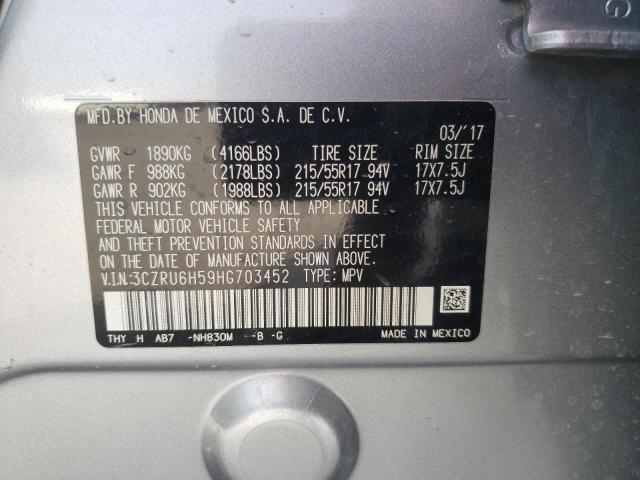 G
MFD.BY HONDA DE MEXICO S.A. DE C.V.
03/'17
GVWR 1890KG (4166LBS) TIRE SIZE RIM SIZE
GAWR F 988KG (2178LBS) 215/55R17 94V 17X7.5J
GAWR R 902KG (1988LBS) 215/55R17 94V 17X7.5J
THIS VEHICLE CONFORMS TO ALL APPLICABLE
FEDERAL MOTOR VEHICLE SAFETY
AND THEFT PREVENTION STANDARDS IN EFFECT
ON THE DATE OF MANUFACTURE SHOWN ABOVE.
V.I.N:3CZRU6H59HG703452 TYPE: MPV
THY H AB7 -NH830M -B -G MADE IN MEXICO